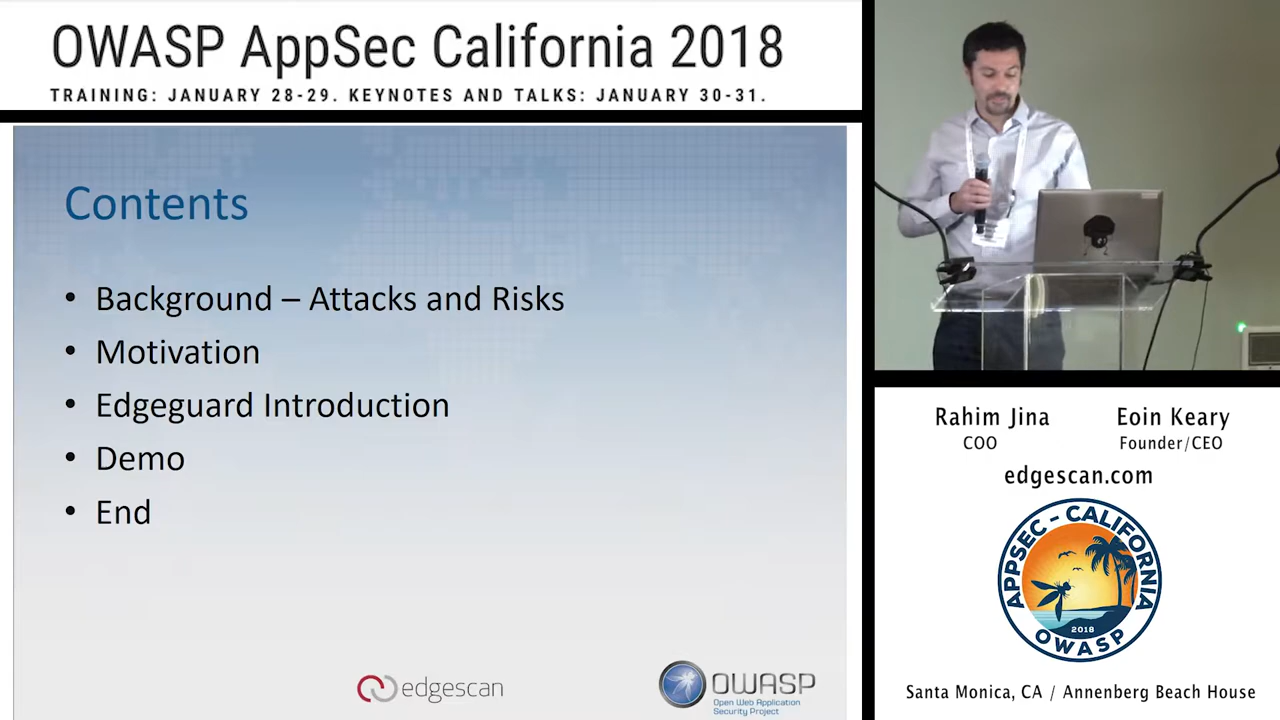 OWASP AppSec California 2018
TRAINING: JANUARY 28-29. KEYNOTES AND TALKS: JANUARY 30-31.
Contents
• Background – Attacks and Risks
• Motivation
• Edgeguard Introduction
• Demo
• End
edgescan
OWASP
Open Web Application
Security Project
Rahim Jina
COO
Eoin Keary
Founder/CEO
edgescan.com
APPSEC - CALIFORNIA
2018
OWASP
Santa Monica, CA / Annenberg Beach House